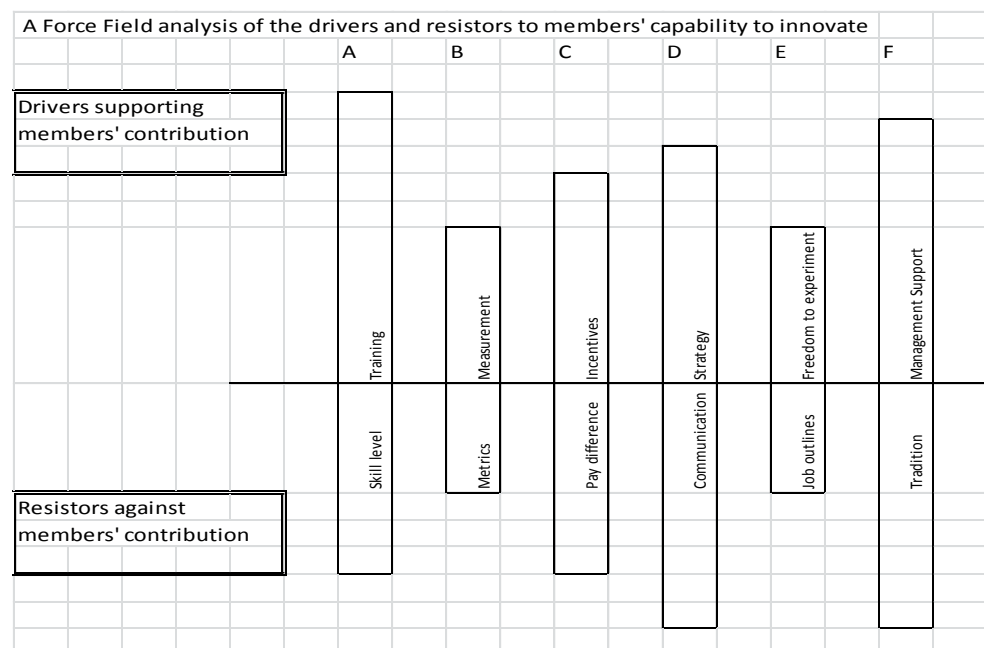 A Force Field analysis of the drivers and resistors to members' capability to innovate
A B C D E F
Drivers supporting
members' contribution
Training
Measurement
Incentives
Strategy
Freedom to experiment
Management Support
Skill level
Metrics
Pay difference
Communication
Job outlines
Tradition
Resistors against
members' contribution